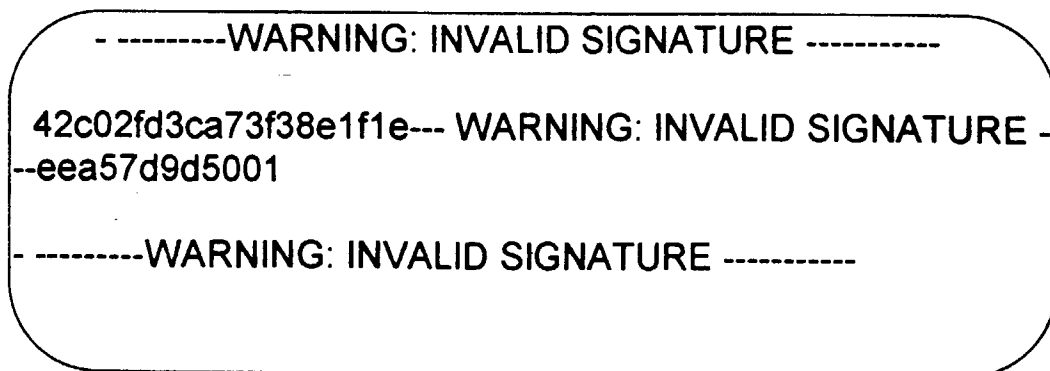 - ---------WARNING: INVALID SIGNATURE -----------
42c02fd3ca73f38e1f1e--- WARNING: INVALID SIGNATURE -
--eea57d9d5001
- ---------WARNING: INVALID SIGNATURE -----------